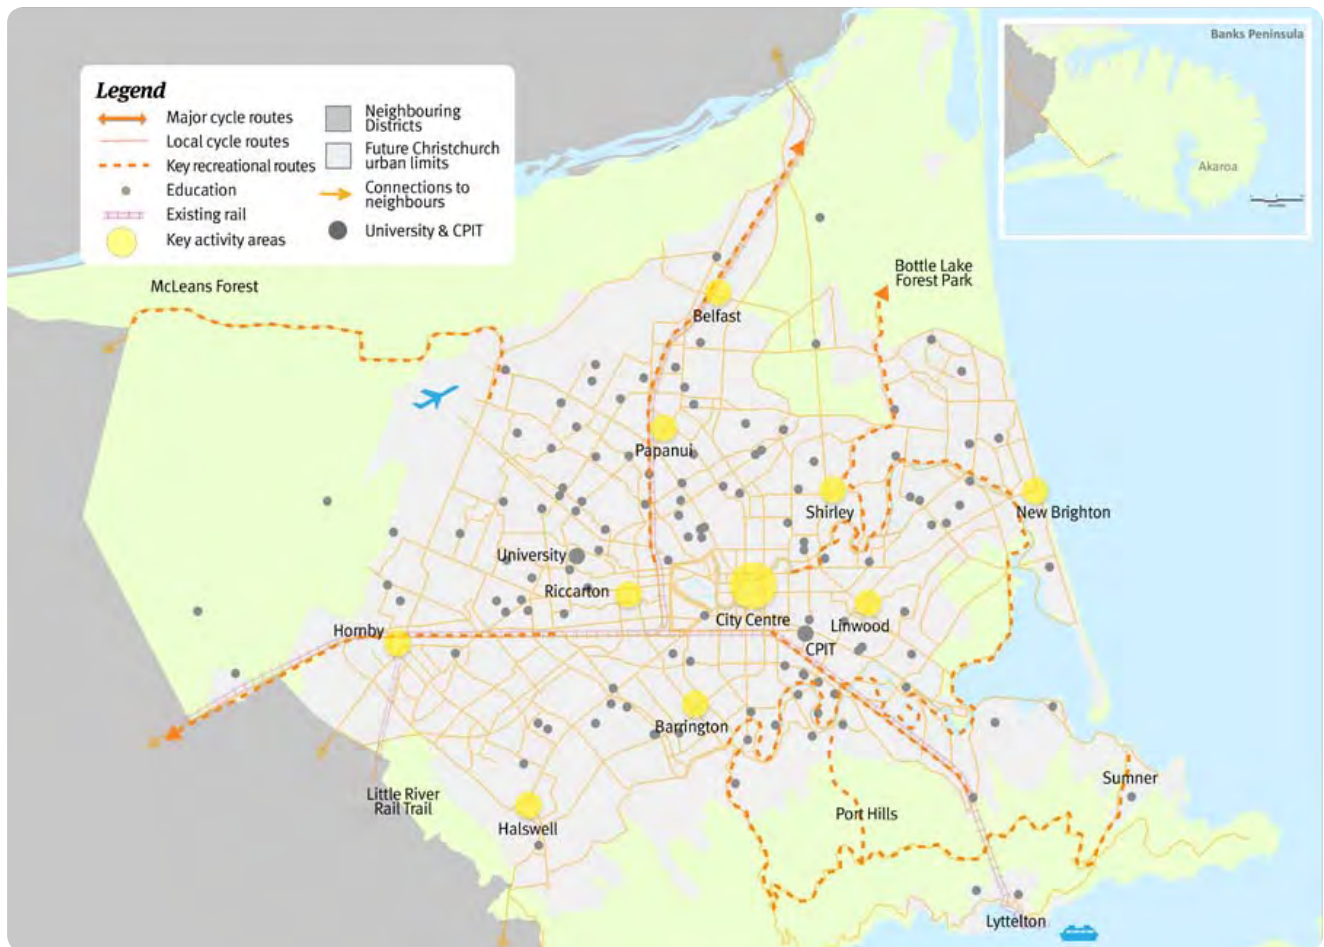 Banks Peninsula
Akaroa
Legend
Major cycle routes
Local cycle routes
Key recreational routes
Education
Existing rail
Key activity areas
Neighbouring
Districts
Future Christchurch
urban limits
Connections to
neighbours
University & CPIT
McLeans Forest
Bottle Lake
Forest Park
Belfast
Papanui
Shirley
New Brighton
University
Riccarton
City Centre
Linwood
Hornby
CPIT
Barrington
Little River
Rail Trail
Halswell
Port Hills
Sumner
Lyttelton